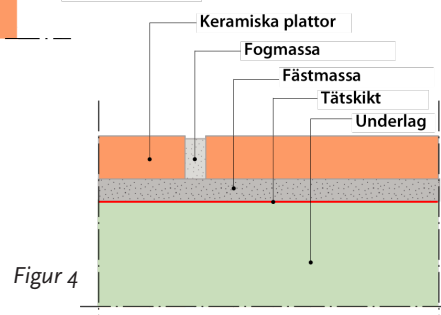 Keramiska plattor
Fogmassa
Fästmassa
Tätskikt
Underlag
Figur 4